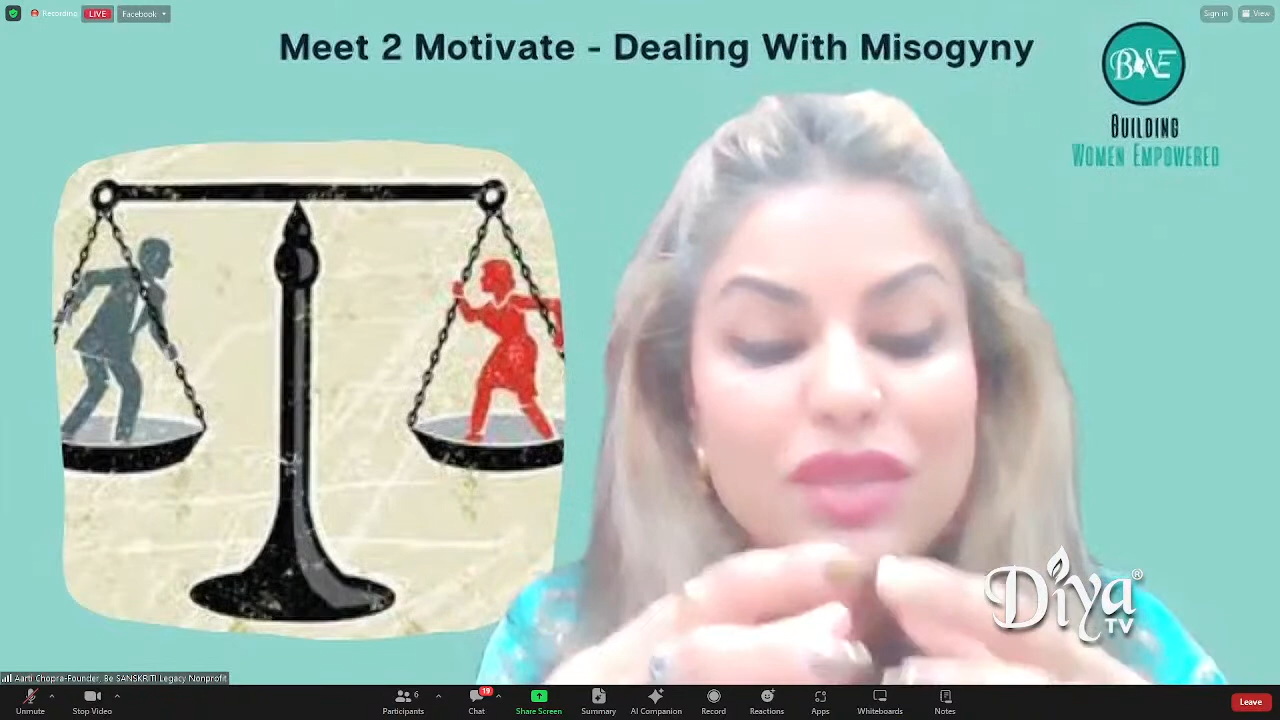 Recording
LIVE
Facebook
Sign in
View
Meet 2 Motivate - Dealing With Misogyny
BWE
BUILDING
WOMEN EMPOWERED
Diya®
TV
Aarti Chopra-Founder, Be SANSKRITI Legacy Nonprofit
Unmute
Stop Video
6
Participants
19
Chat
Share Screen
Summary
AI Companion
Record
Reactions
Apps
Whiteboards
Notes
Leave